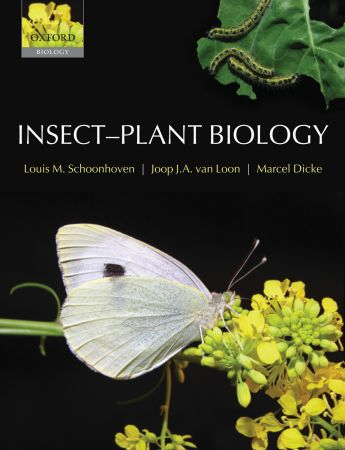 OXFORD
BIOLOGY
INSECT–PLANT BIOLOGY
Louis M. Schoonhoven | Joop J.A. van Loon | Marcel Dicke